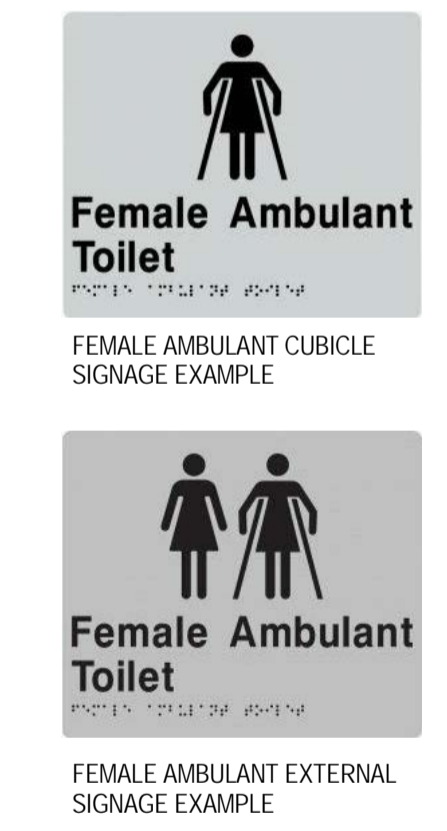 Female Ambulant
Toilet
FEMALE AMBULANT CUBICLE
SIGNAGE EXAMPLE
Female Ambulant
Toilet
FEMALE AMBULANT EXTERNAL
SIGNAGE EXAMPLE